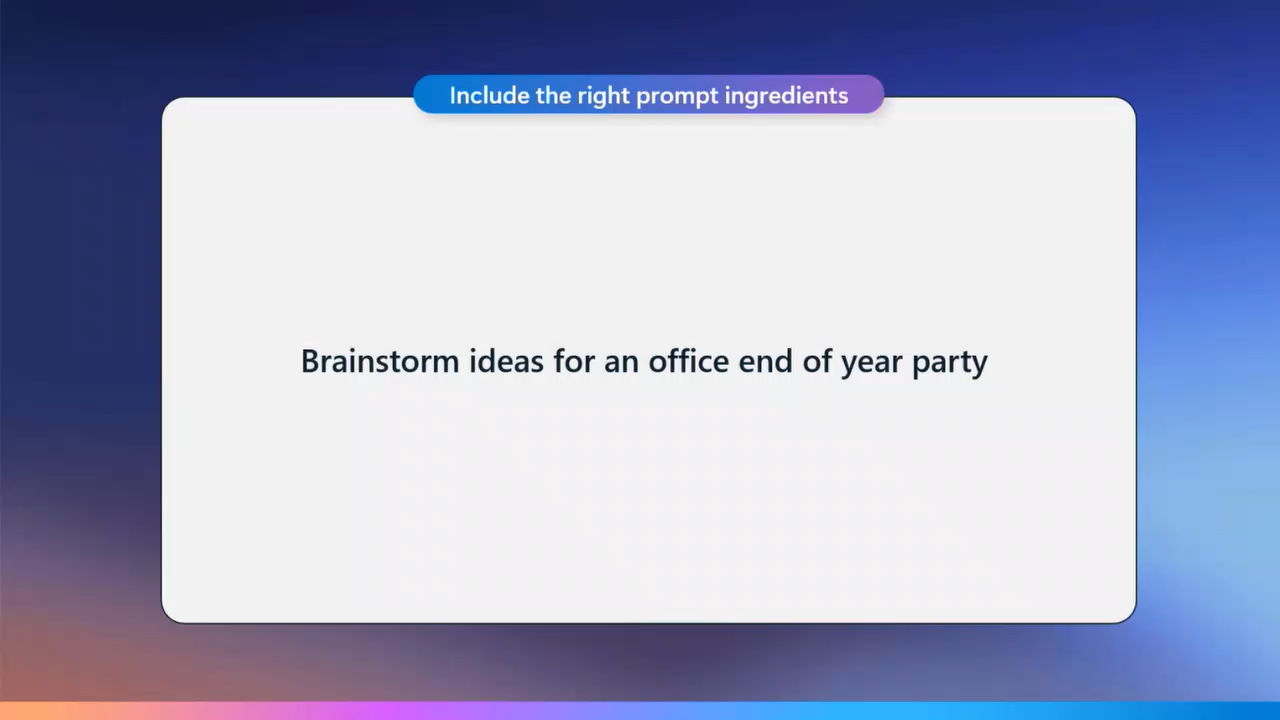 Include the right prompt ingredients
Brainstorm ideas for an office end of year party